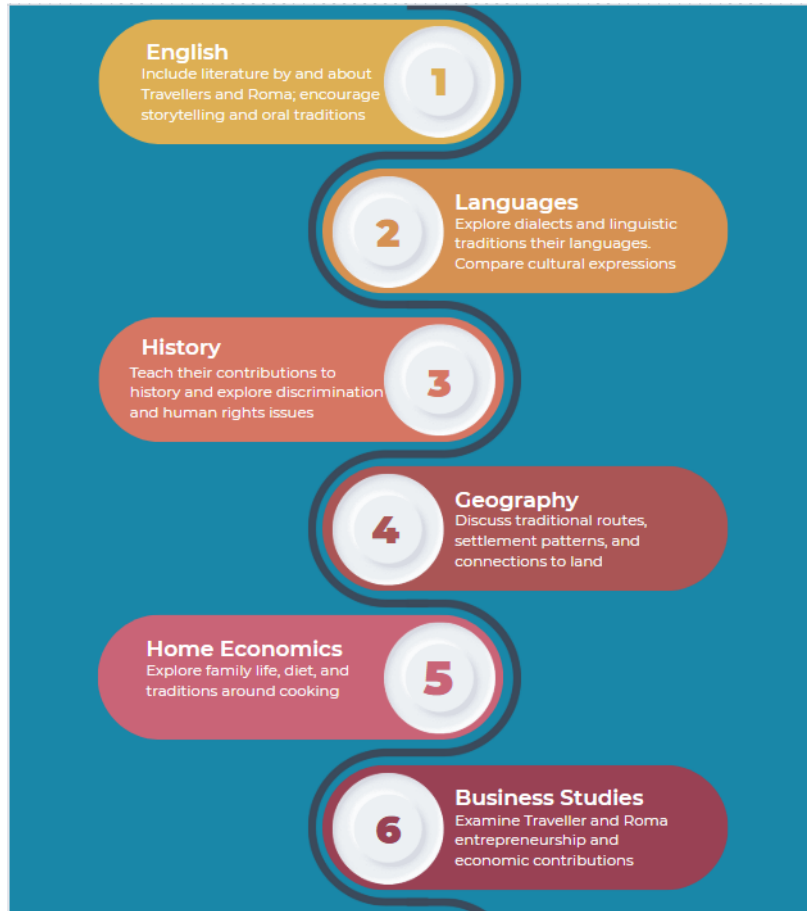 English
Include literature by and about
Travellers and Roma; encourage
storytelling and oral traditions
1
2
Languages
Explore dialects and linguistic
traditions their languages.
Compare cultural expressions
History
Teach their contributions to
history and explore discrimination
and human rights issues
3
4
Geography
Discuss traditional routes,
settlement patterns, and
connections to land
Home Economics
Explore family life, diet, and
traditions around cooking
5
6
Business Studies
Examine Traveller and Roma
entrepreneurship and
economic contributions